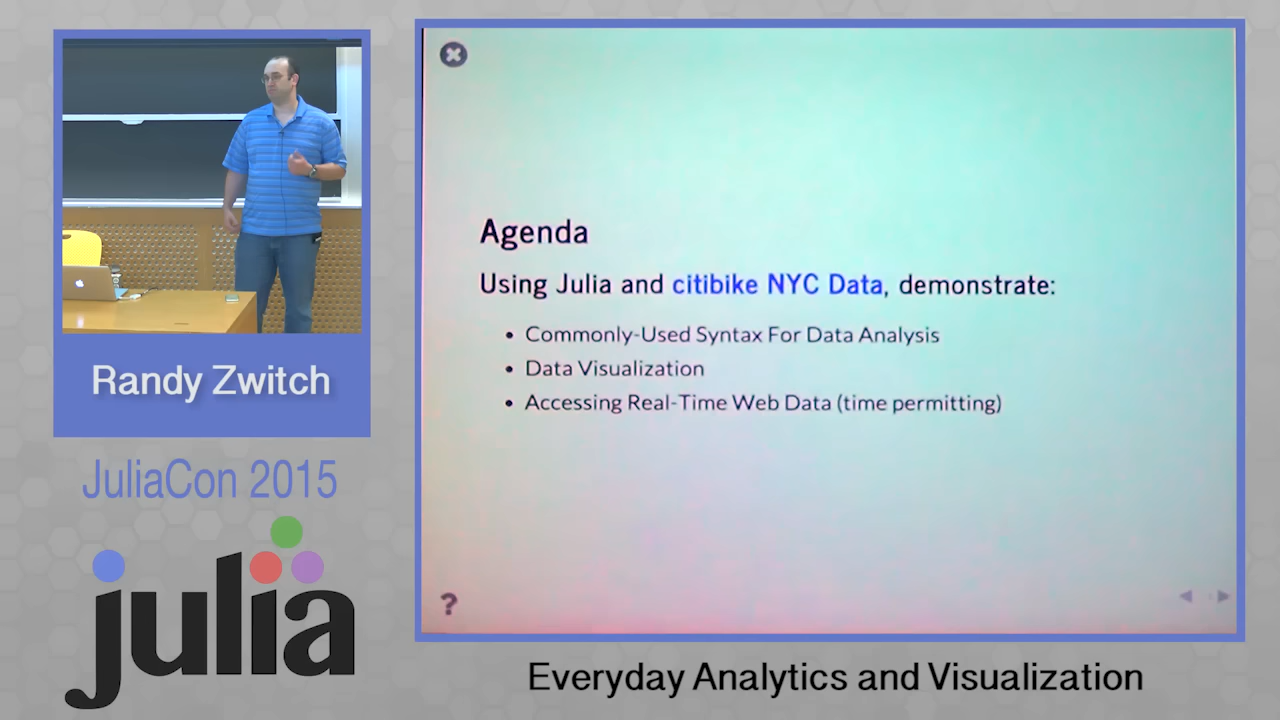 Randy Zwitch
JuliaCon 2015
julia
Agenda
Using Julia and citibike NYC Data, demonstrate:
• Commonly-Used Syntax For Data Analysis
• Data Visualization
• Accessing Real-Time Web Data (time permitting)
?
Everyday Analytics and Visualization